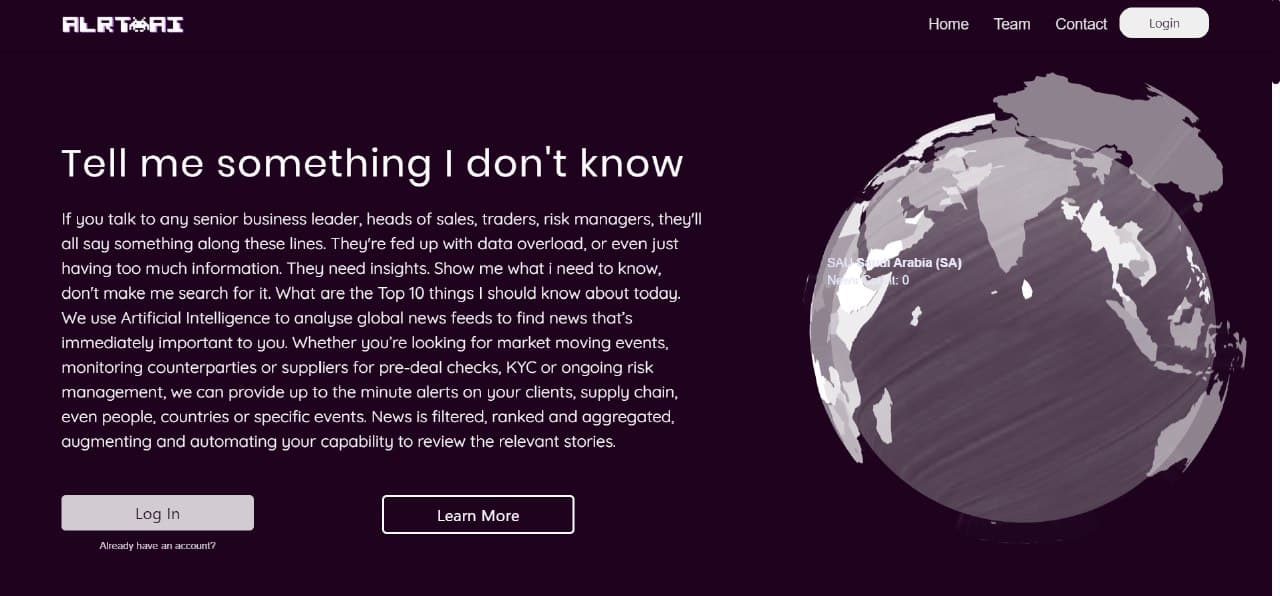 ALRT AI
Home Team Contact Login
Tell me something I don't know
If you talk to any senior business leader, heads of sales, traders, risk managers, they'll
all say something along these lines. They're fed up with data overload, or even just
having too much information. They need insights. Show me what i need to know,
don't make me search for it. What are the Top 10 things I should know about today.
We use Artificial Intelligence to analyse global news feeds to find news that’s
immediately important to you. Whether you’re looking for market moving events,
monitoring counterparties or suppliers for pre-deal checks, KYC or ongoing risk
management, we can provide up to the minute alerts on your clients, supply chain,
even people, countries or specific events. News is filtered, ranked and aggregated,
augmenting and automating your capability to review the relevant stories.
SAU Saudi Arabia (SA)
News Count: 0
Log In
Learn More
Already have an account?